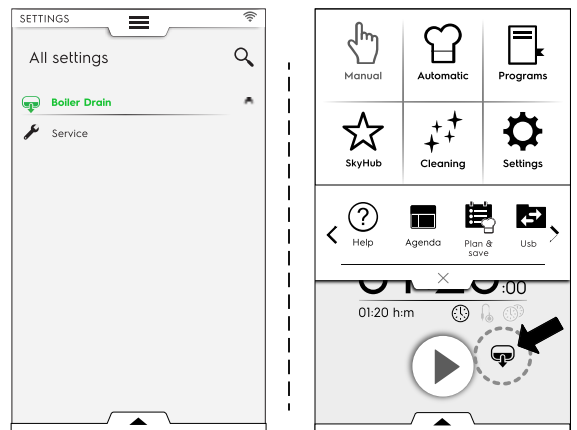 SETTINGS
All settings
Boiler Drain
Service
Manual
Automatic
Programs
SkyHub
Cleaning
Settings
Help
Agenda
Plan &
save
Usb
:00
01:20 h:m